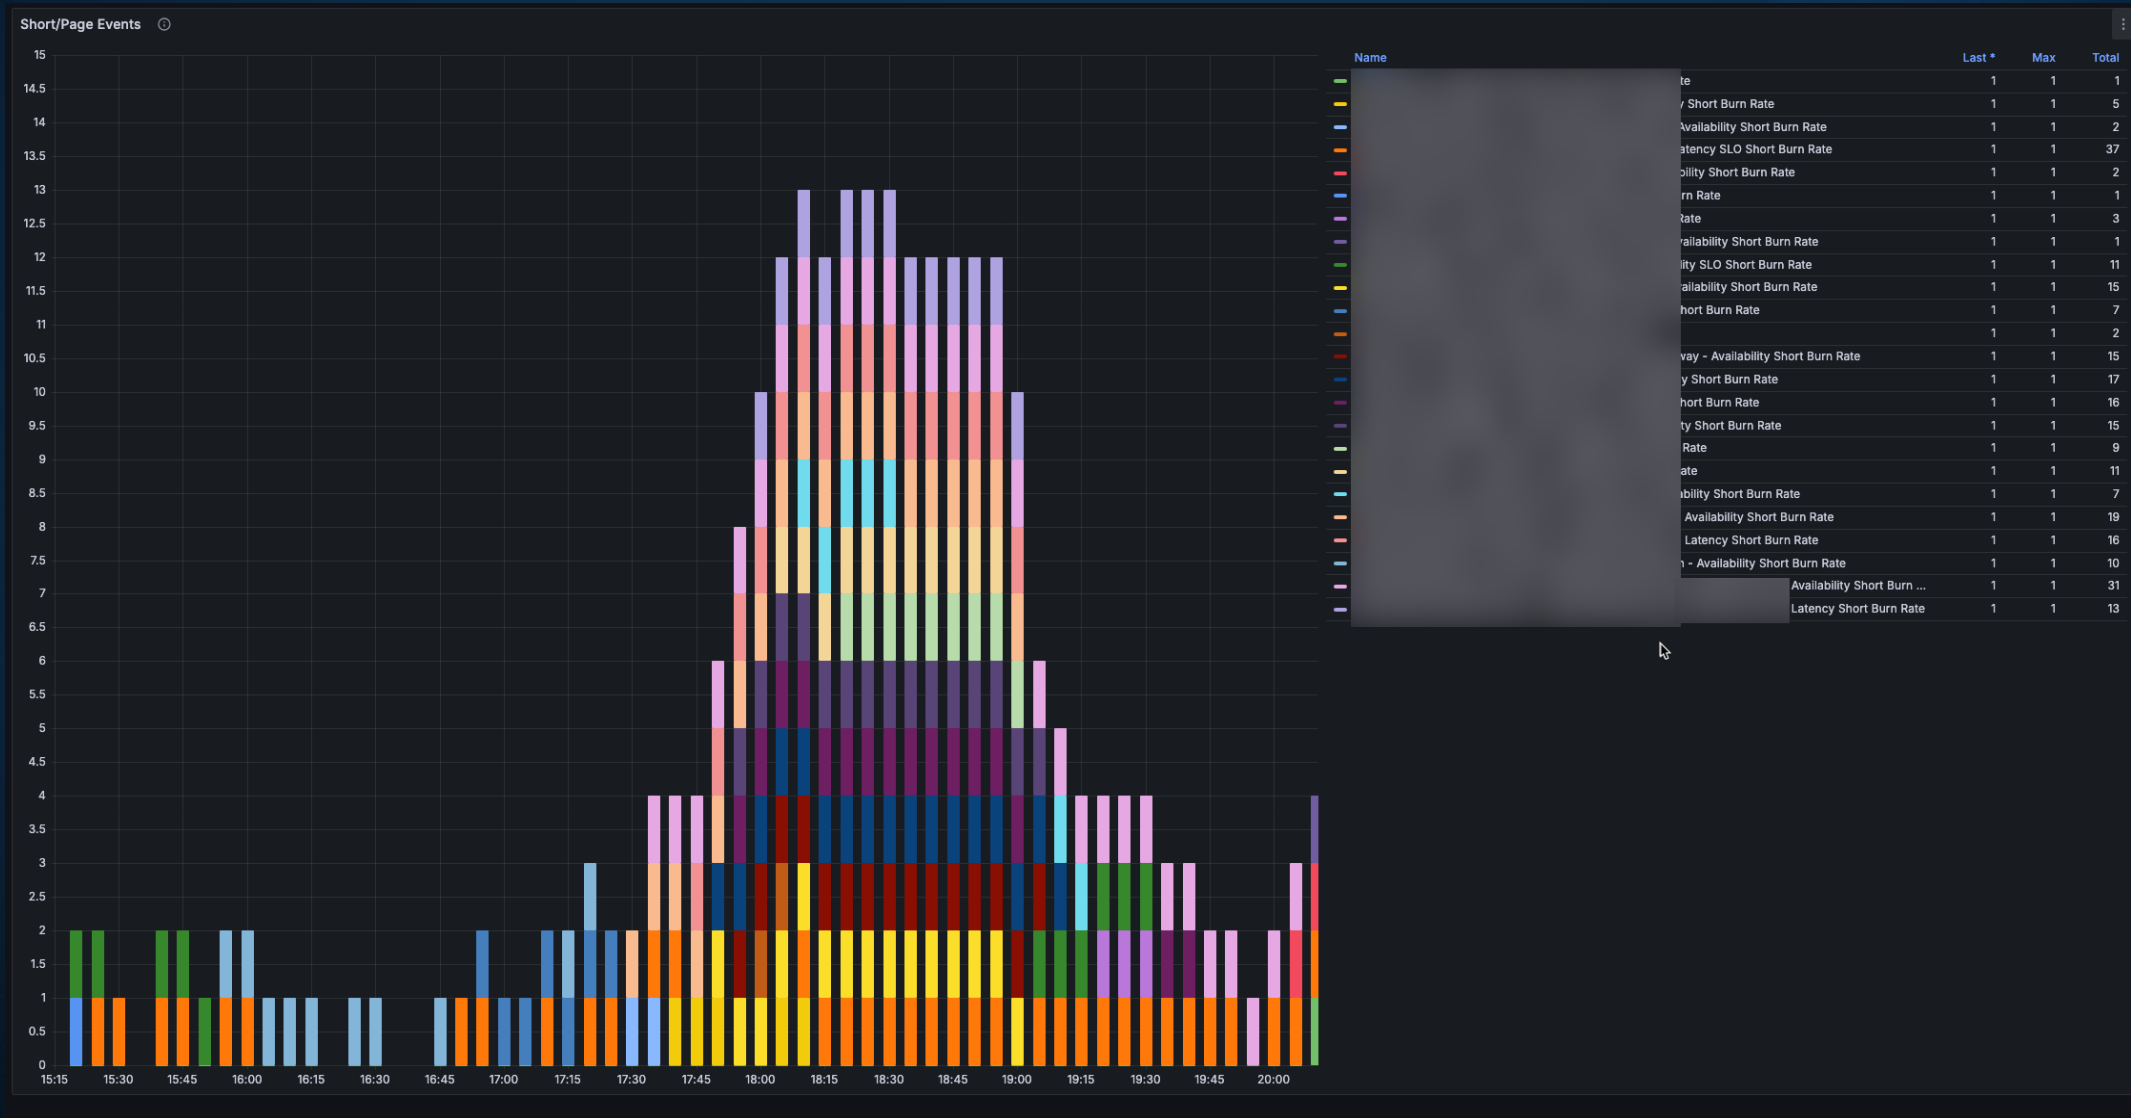 Short/Page Events
Name Last * Max Total
15
14.5
14
13.5
13
12.5
12
11.5
11
10.5
10
9.5
9
8.5
8
7.5
7
6.5
6
5.5
5
4.5
4
3.5
3
2.5
2
1.5
1
0.5
0
15:15 15:30 15:45 16:00 16:15 16:30 16:45 17:00 17:15 17:30 17:45 18:00 18:15 18:30 18:45 19:00 19:15 19:30 19:45 20:00
te 1 1 1
y Short Burn Rate 1 1 5
Availability Short Burn Rate 1 1 2
atency SLO Short Burn Rate 1 1 37
bility Short Burn Rate 1 1 2
rn Rate 1 1 1
Rate 1 1 3
vailability Short Burn Rate 1 1 1
lity SLO Short Burn Rate 1 1 11
railability Short Burn Rate 1 1 15
hort Burn Rate 1 1 7
1 1 2
way - Availability Short Burn Rate 1 1 15
y Short Burn Rate 1 1 17
hort Burn Rate 1 1 16
ty Short Burn Rate 1 1 15
Rate 1 1 9
ate 1 1 11
ability Short Burn Rate 1 1 7
Availability Short Burn Rate 1 1 19
Latency Short Burn Rate 1 1 16
n - Availability Short Burn Rate 1 1 10
Availability Short Burn ... 1 1 31
Latency Short Burn Rate 1 1 13